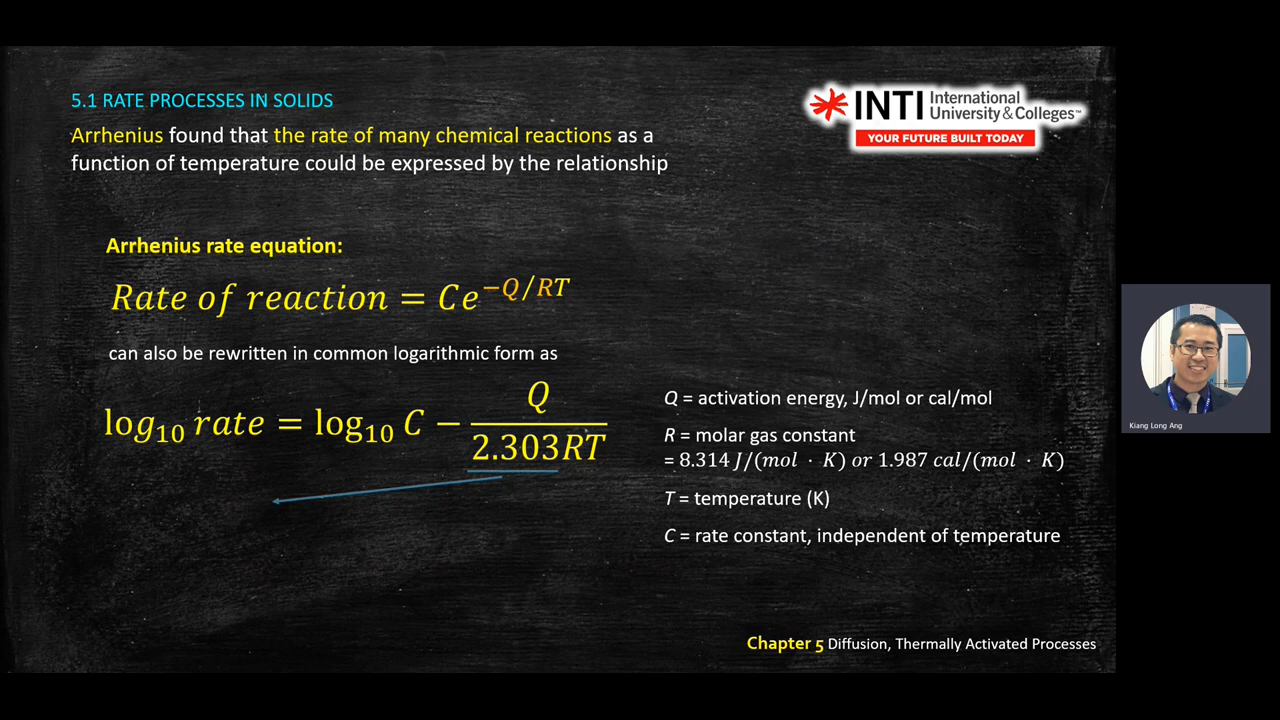 5.1 RATE PROCESSES IN SOLIDS
Arrhenius found that the rate of many chemical reactions as a
function of temperature could be expressed by the relationship
INTI International University & Colleges™
YOUR FUTURE BUILT TODAY
Arrhenius rate equation:
Rate of reaction = Ce^{−Q/RT}
can also be rewritten in common logarithmic form as
log₁₀ rate = log₁₀ C − Q / 2.303RT
Q = activation energy, J/mol or cal/mol
R = molar gas constant
= 8.314 J/(mol · K) or 1.987 cal/(mol · K)
T = temperature (K)
C = rate constant, independent of temperature
Kiang Long Ang
Chapter 5 Diffusion, Thermally Activated Processes